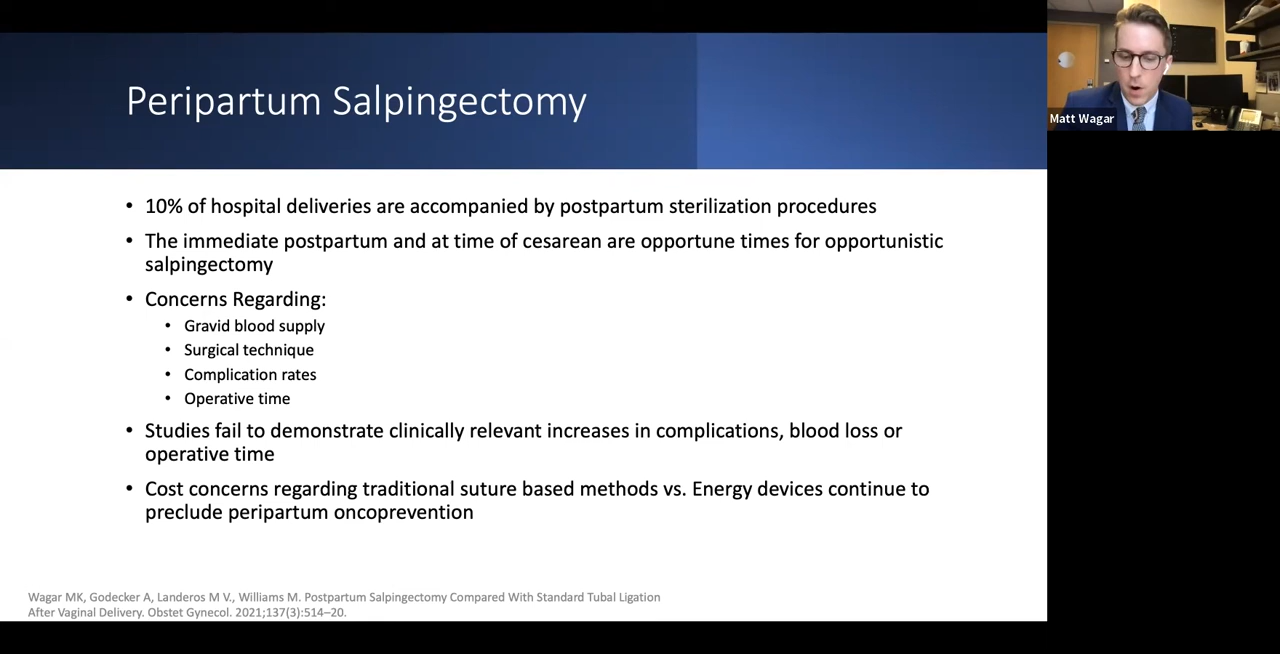 Peripartum Salpingectomy
Matt Wagar
• 10% of hospital deliveries are accompanied by postpartum sterilization procedures
• The immediate postpartum and at time of cesarean are opportune times for opportunistic
salpingectomy
• Concerns Regarding:
• Gravid blood supply
• Surgical technique
• Complication rates
• Operative time
• Studies fail to demonstrate clinically relevant increases in complications, blood loss or
operative time
• Cost concerns regarding traditional suture based methods vs. Energy devices continue to
preclude peripartum oncoprevention
Wagar MK, Godecker A, Landeros M V., Williams M. Postpartum Salpingectomy Compared With Standard Tubal Ligation
After Vaginal Delivery. Obstet Gynecol. 2021;137(3):514–20.